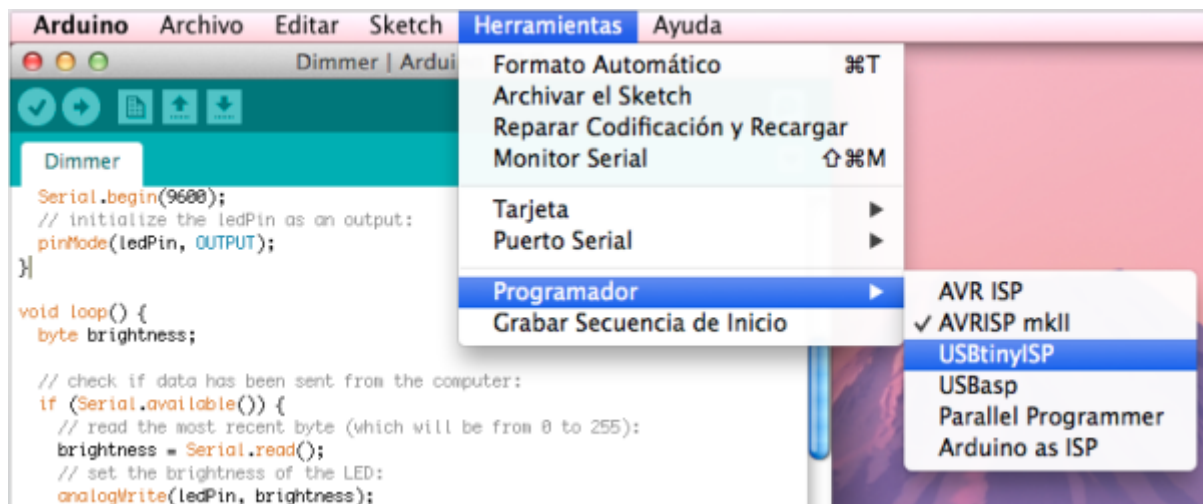 Arduino Archivo Editar Sketch Herramientas Ayuda
Dimmer | Ardui
Dimmer
Serial.begin(9600);
// initialize the ledPin as an output:
pinMode(ledPin, OUTPUT);
}
void loop() {
byte brightness;
// check if data has been sent from the computer:
if (Serial.available()) {
// read the most recent byte (which will be from 0 to 255):
brightness = Serial.read();
// set the brightness of the LED:
analogWrite(ledPin, brightness);
Formato Automático ⌘T
Archivar el Sketch
Reparar Codificación y Recargar
Monitor Serial ⇧⌘M
Tarjeta
Puerto Serial
Programador
Grabar Secuencia de Inicio
AVR ISP
✓ AVRISP mkII
USBtinyISP
USBasp
Parallel Programmer
Arduino as ISP